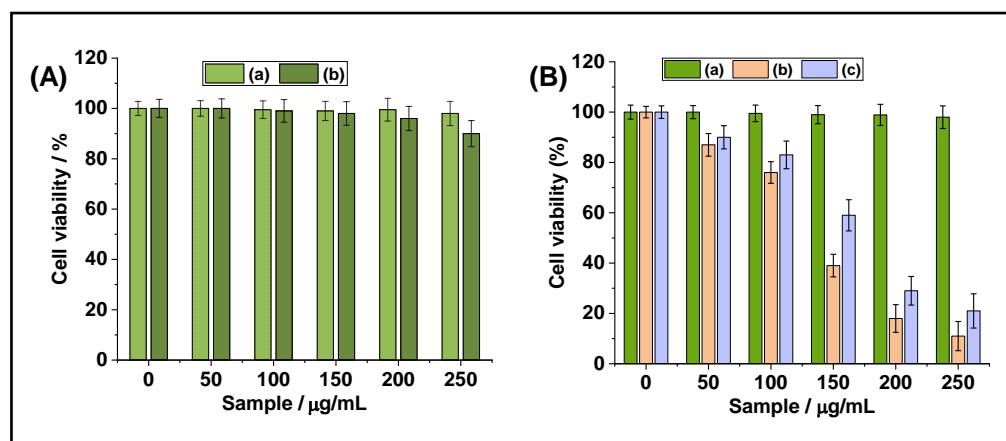 (A)
(a) (b)
120
100
80
60
40
20
0
Cell viability / %
0 50 100 150 200 250
Sample / μg/mL
(B)
(a) (b) (c)
120
100
80
60
40
20
0
Cell viability (%)
0 50 100 150 200 250
Sample / μg/mL